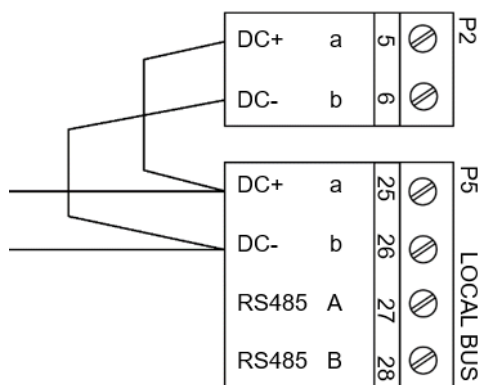 DC+ a 5
DC- b 6
P2
DC+ a 25
DC- b 26
RS485 A 27
RS485 B 28
P5
LOCAL BUS